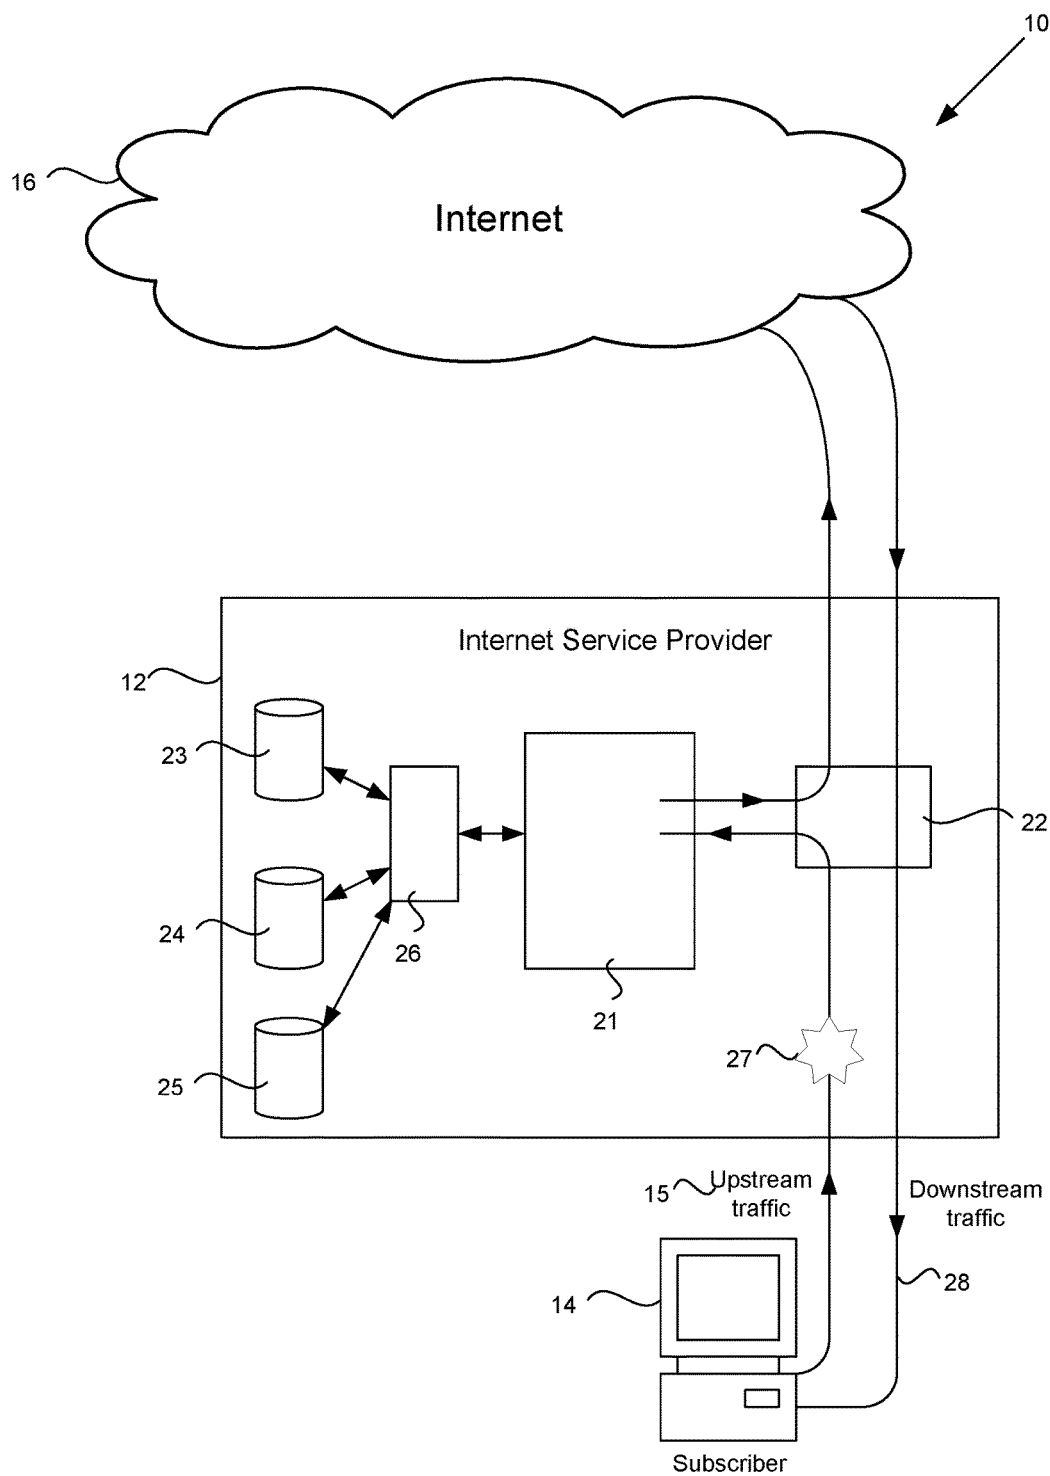 10
16
Internet
Internet Service Provider
12
23
22
24
26
21
27
25
15
Upstream
traffic
Downstream
traffic
28
14
Subscriber